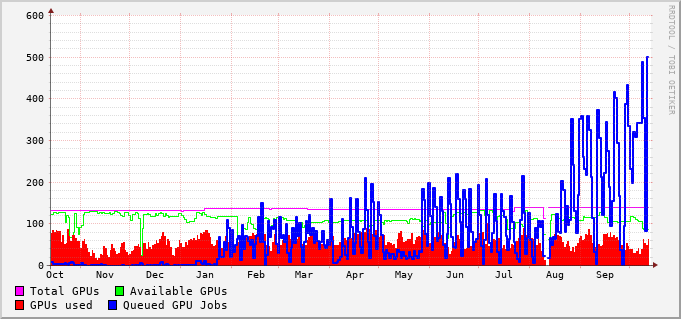 600
500
400
300
200
100
0
Oct Nov Dec Jan Feb Mar Apr May Jun Jul Aug Sep
Total GPUs Available GPUs
GPUs used Queued GPU Jobs
RRDTOOL / TOBI OETIKER